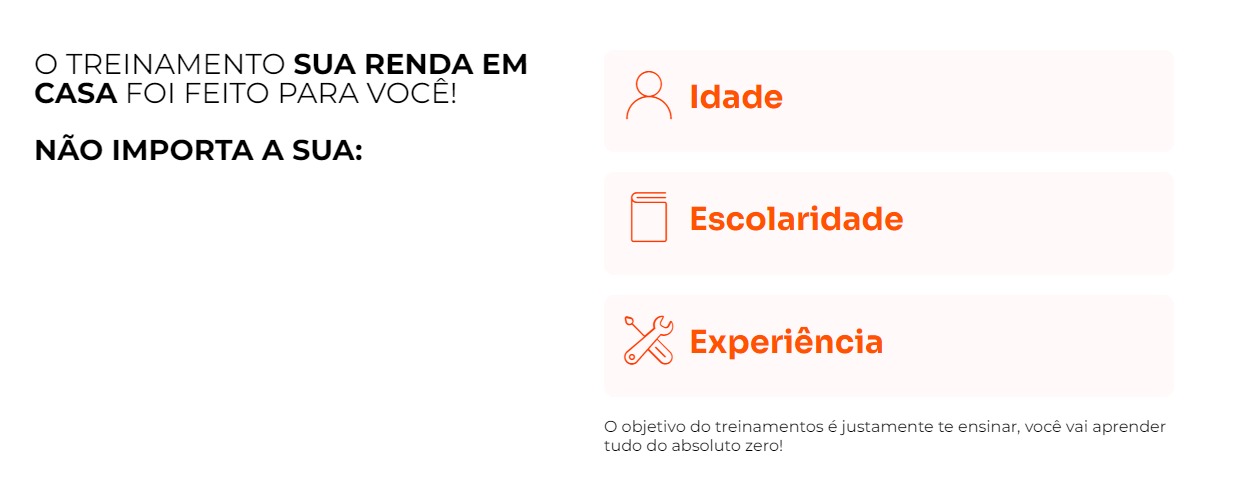 O TREINAMENTO SUA RENDA EM
CASA FOI FEITO PARA VOCÊ!
NÃO IMPORTA A SUA:
Idade
Escolaridade
Experiência
O objetivo do treinamentos é justamente te ensinar, você vai aprender
tudo do absoluto zero!